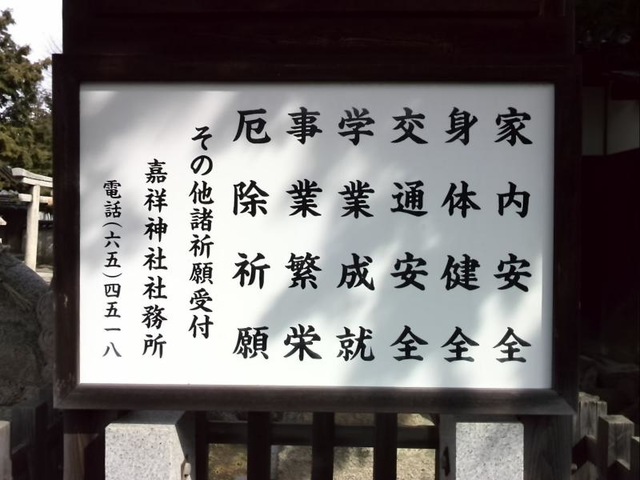 家内安全
身体健全
交通安全
学業成就
事業繁栄
厄除祈願
その他諸祈願受付
嘉祥神社社務所
電話(六五)四五一八